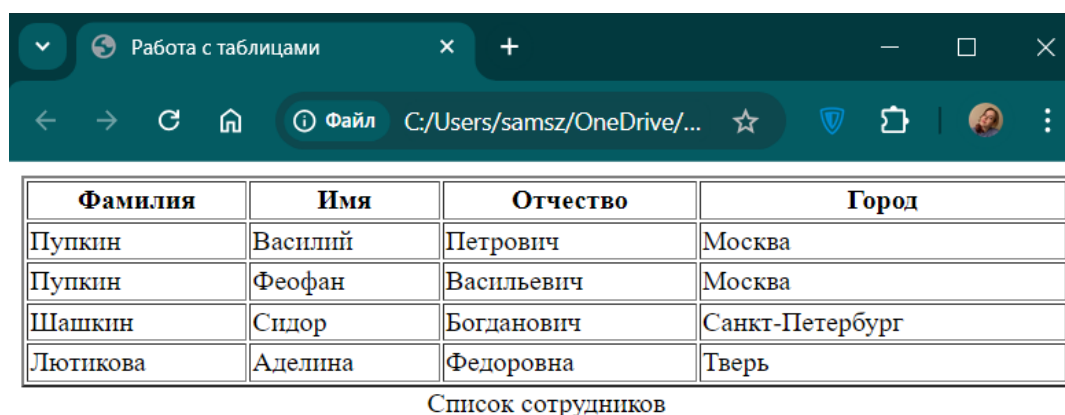 Работа с таблицами
Файл C:/Users/samsz/OneDrive/...
Фамилия Имя Отчество Город
Пупкин Василий Петрович Москва
Пупкин Феофан Васильевич Москва
Шашкин Сидор Богданович Санкт-Петербург
Лютикова Аделина Федоровна Тверь
Список сотрудников